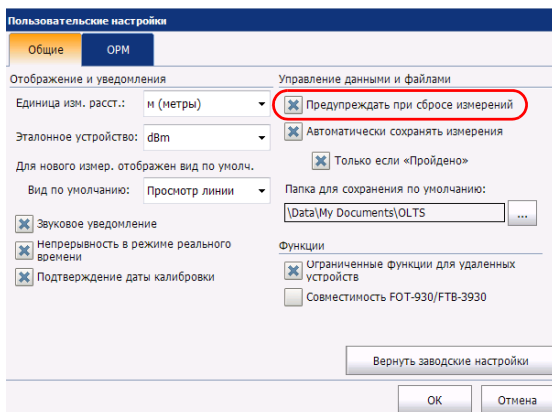 Пользовательские настройки
Общие
OPM
Отображение и уведомления
Единица изм. расст.:
м (метры)
Эталонное устройство:
dBm
Для нового измер. отображен вид по умолч.
Вид по умолчанию:
Просмотр линии
Звуковое уведомление
Непрерывность в режиме реального
времени
Подтверждение даты калибровки
Управление данными и файлами
Предупреждать при сбросе измерений
Автоматически сохранять измерения
Только если «Пройдено»
Папка для сохранения по умолчанию:
\Data\My Documents\OLTS
...
Функции
Ограниченные функции для удаленных
устройств
Совместимость FOT-930/FTB-3930
Вернуть заводские настройки
OK
Отмена